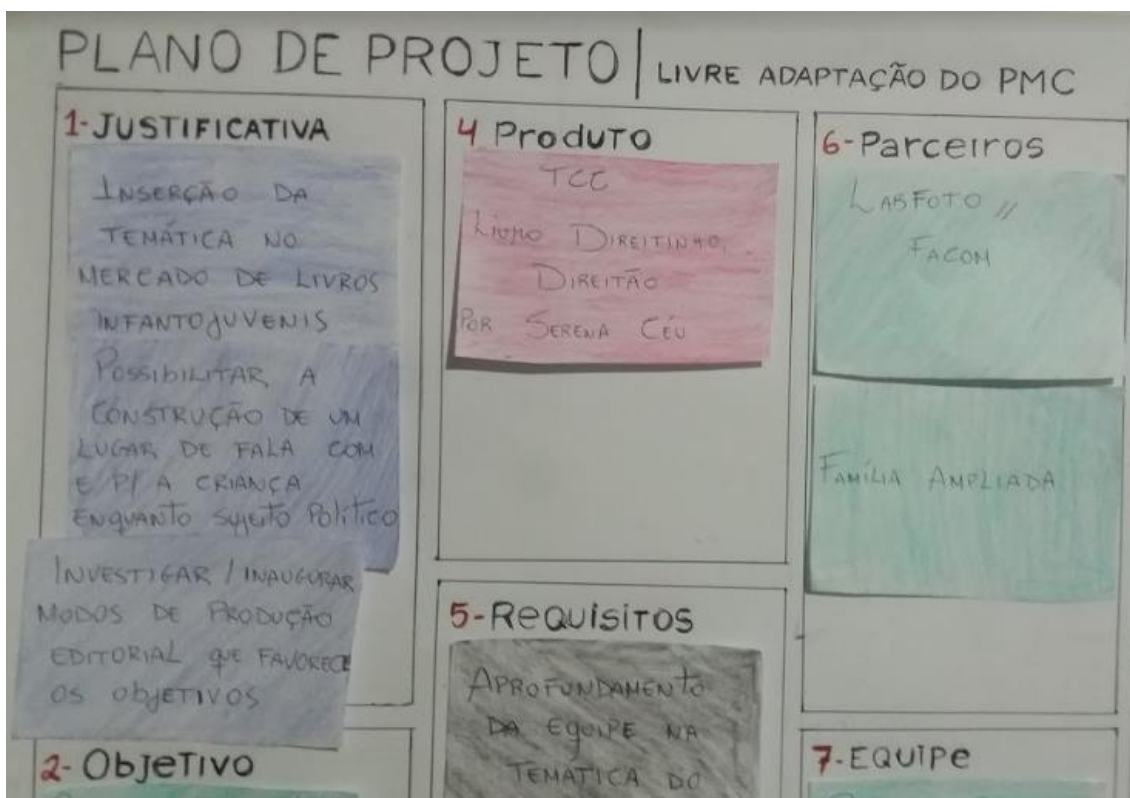 PLANO DE PROJETO | LIVRE ADAPTAÇÃO DO PMC
1-JUSTIFICATIVA
INSERÇÃO DA
TEMÁTICA NO
MERCADO DE LIVROS
INFANTOJUVENIS
POSSIBILITAR A
CONSTRUÇÃO DE UM
LUGAR DE FALA COM
E P/ A CRIANÇA
ENQUANTO SUJEITO POLÍTICO
INVESTIGAR / INAUGURAR
MODOS DE PRODUÇÃO
EDITORIAL QUE FAVORECE
OS OBJETIVOS
2-OBJETIVO
4 PRODUTO
TCC
LIVRO DIREITINHO,
DIREITÃO
POR SERENA CÉU
5-REQUISITOS
APROFUNDAMENTO
DA EQUIPE NA
TEMATICA DO
6-PARCEIROS
LABFOTO //
FACOM
FAMÍLIA AMPLIADA
7-EQUIPE